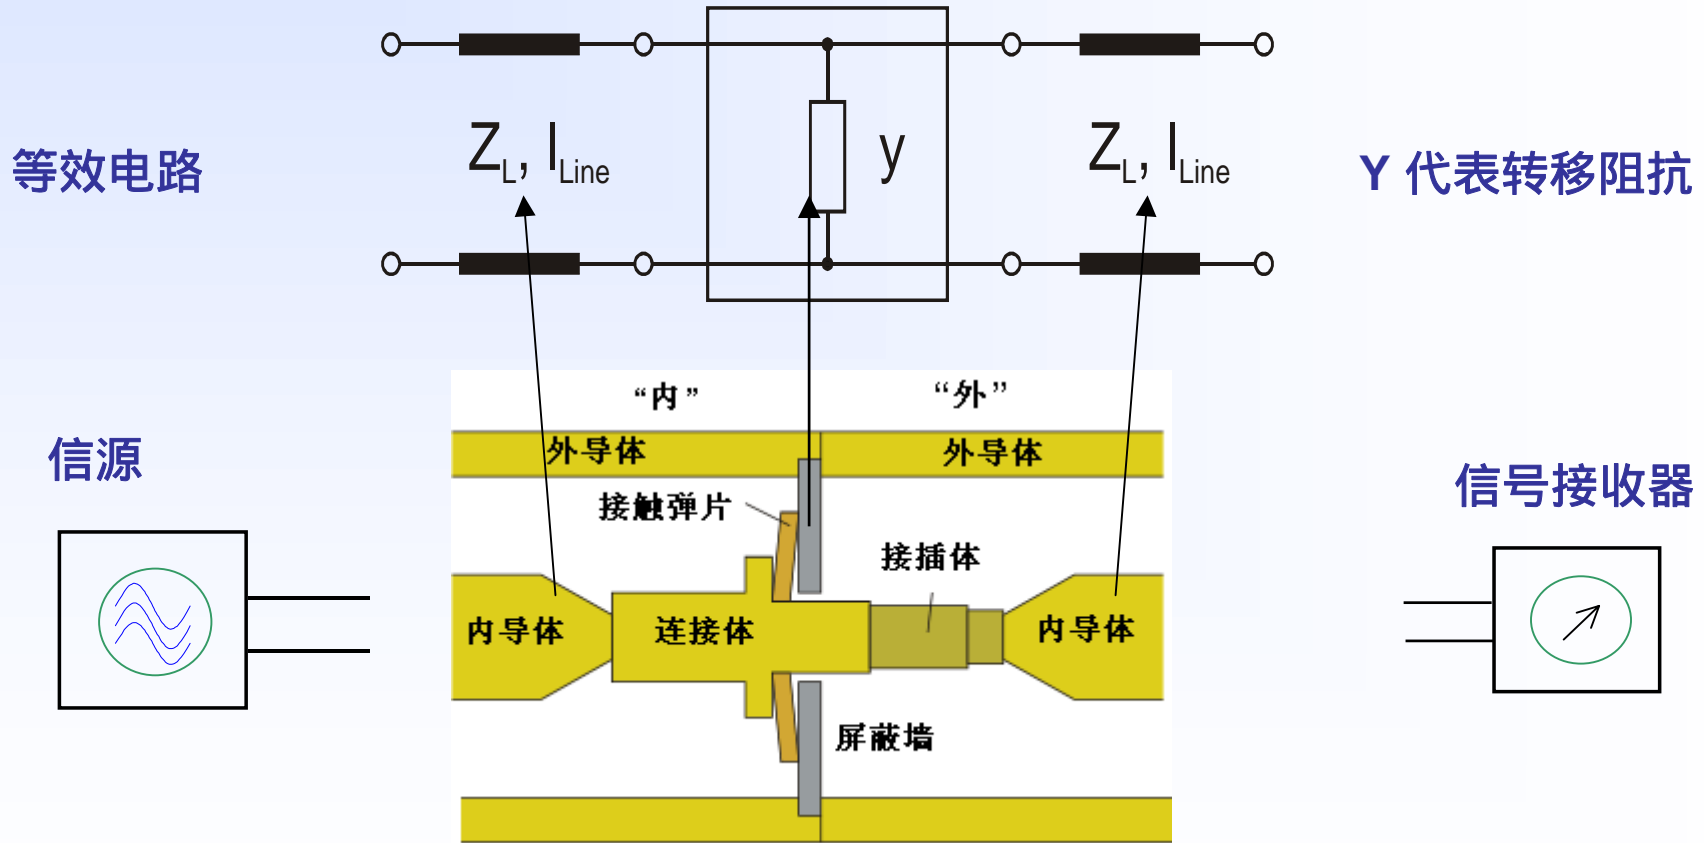 Z_L, l_Line
y
Z_L, l_Line
等效电路
Y 代表转移阻抗
“内”
“外”
外导体
外导体
信源
信号接收器
接触弹片
接插体
内导体
连接体
内导体
屏蔽墙